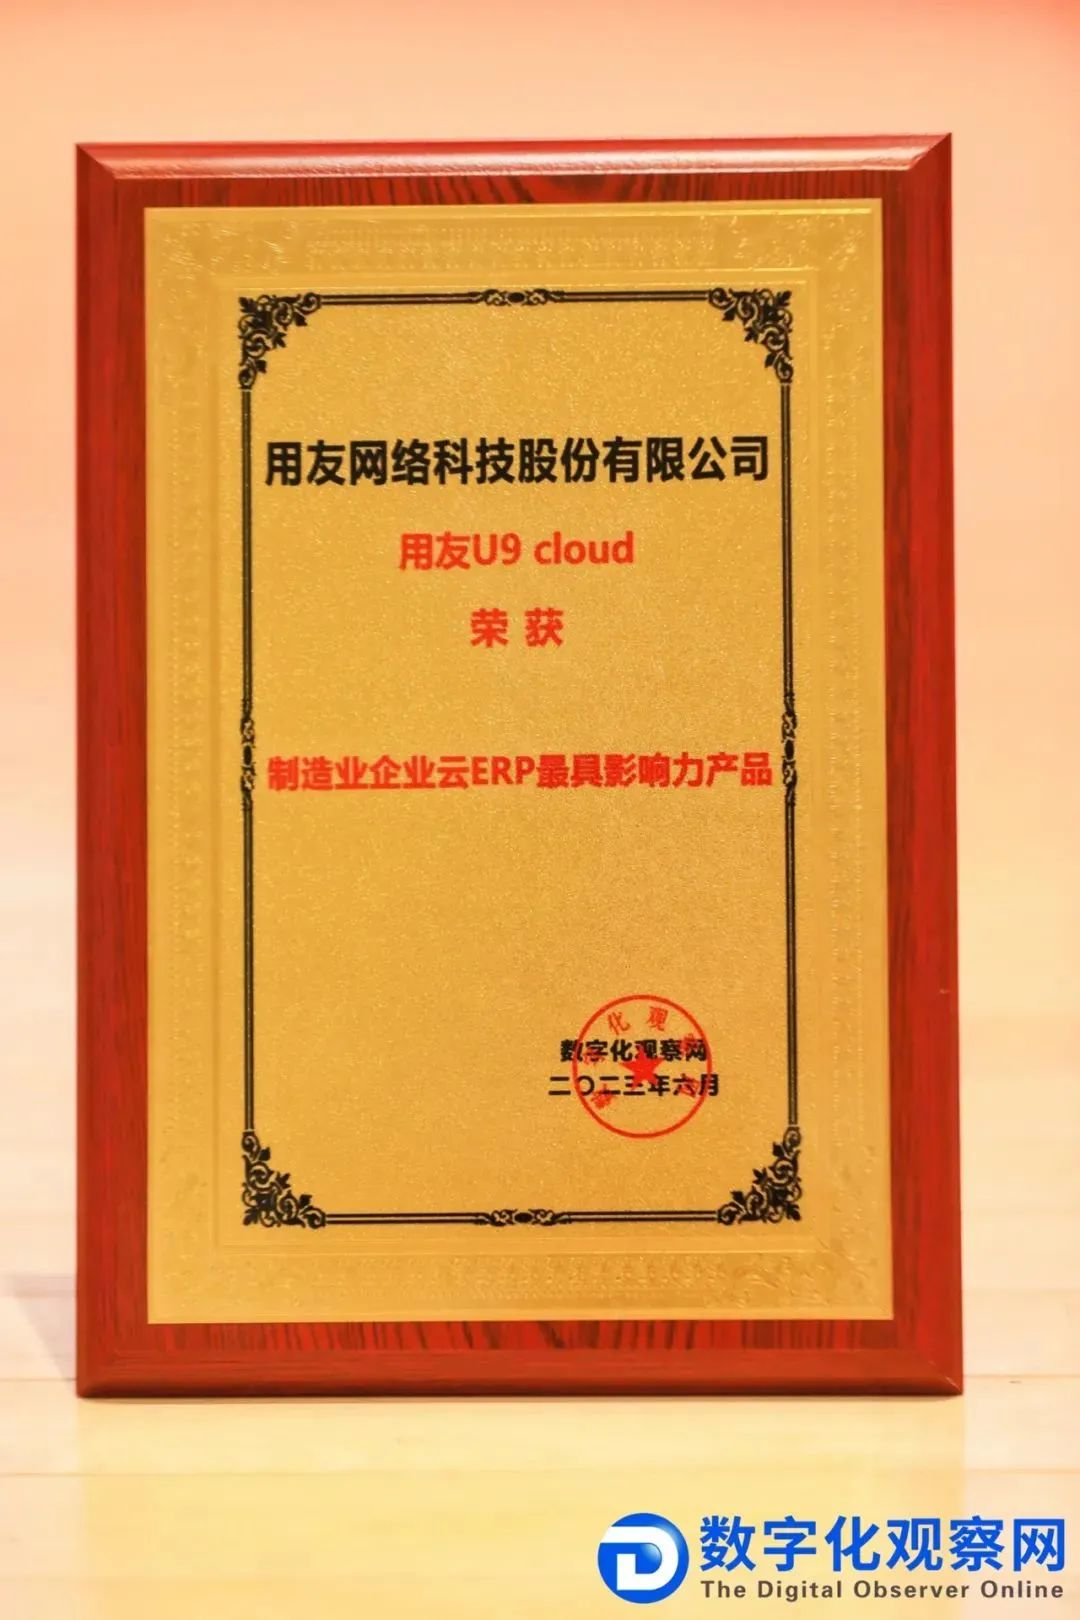 用友网络科技股份有限公司
用友U9 cloud
荣 获
制造业企业云ERP最具影响力产品
数字化观察网
二〇二三年六月
化观
数字化观察网
The Digital Observer Online